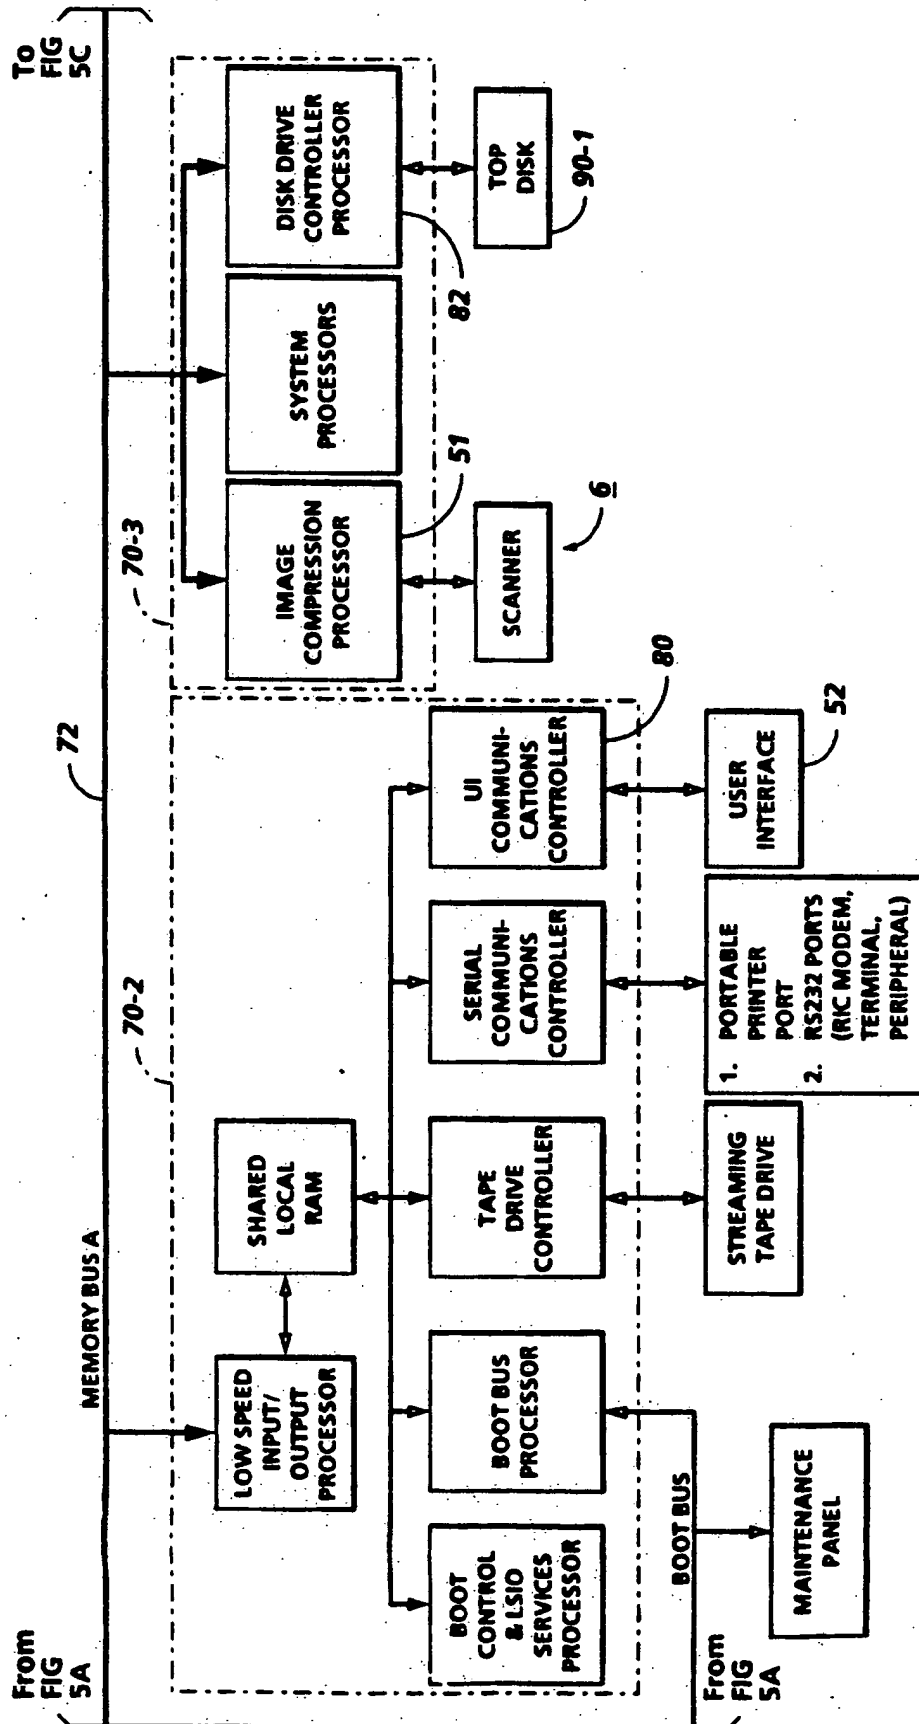 From
FIG
5A
MEMORY BUS A
72
To
FIG
5C
70-2
70-3
LOW SPEED
INPUT/
OUTPUT
PROCESSOR
SHARED
LOCAL
RAM
IMAGE
COMPRESSION
PROCESSOR
SYSTEM
PROCESSORS
DISK DRIVE
CONTROLLER
PROCESSOR
51
82
BOOT
CONTROL
& LSIO
SERVICES
PROCESSOR
BOOT BUS
PROCESSOR
TAPE
DRIVE
CONTROLLER
SERIAL
COMMUNI-
CATIONS
CONTROLLER
UI
COMMUNI-
CATIONS
CONTROLLER
80
SCANNER
6
TOP
DISK
90-1
BOOT BUS
From
FIG
5A
MAINTENANCE
PANEL
STREAMING
TAPE DRIVE
1. PORTABLE
PRINTER
PORT
2. RS232 PORTS
(RIC MODEM,
TERMINAL,
PERIPHERAL)
USER
INTERFACE
52